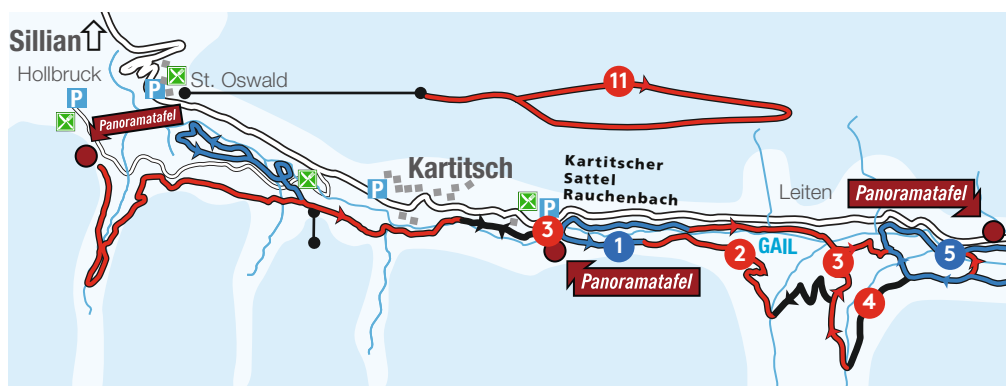 Sillian
Hollbruck
P
P
St. Oswald
Panoramatafel
11
Kartitsch
P
Kartitscher
Sattel
Rauchenbach
P
3
1
Panoramatafel
2
GAIL
3
4
Leiten
Panoramatafel
5